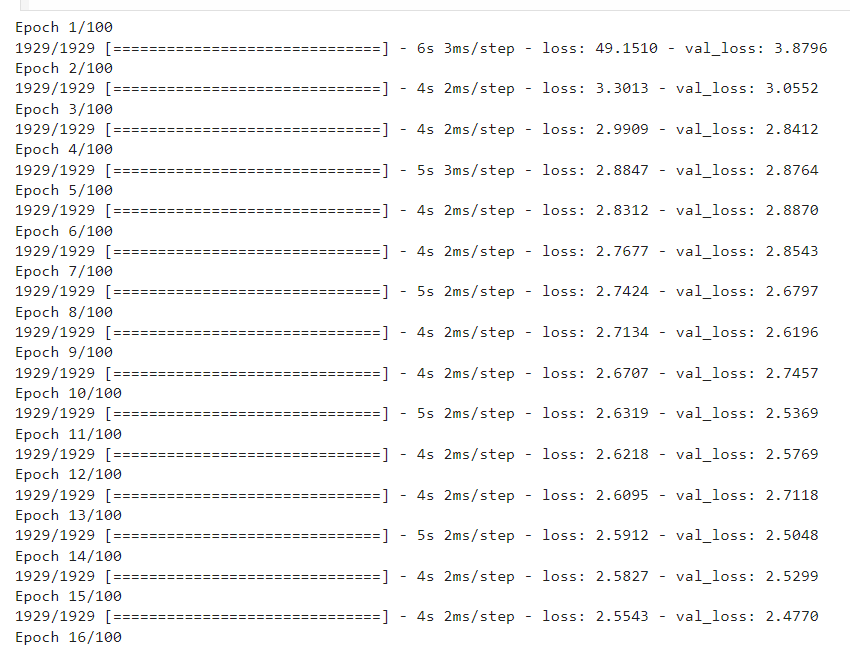 Epoch 1/100
1929/1929 [==============================] - 6s 3ms/step - loss: 49.1510 - val_loss: 3.8796
Epoch 2/100
1929/1929 [==============================] - 4s 2ms/step - loss: 3.3013 - val_loss: 3.0552
Epoch 3/100
1929/1929 [==============================] - 4s 2ms/step - loss: 2.9909 - val_loss: 2.8412
Epoch 4/100
1929/1929 [==============================] - 5s 3ms/step - loss: 2.8847 - val_loss: 2.8764
Epoch 5/100
1929/1929 [==============================] - 4s 2ms/step - loss: 2.8312 - val_loss: 2.8870
Epoch 6/100
1929/1929 [==============================] - 4s 2ms/step - loss: 2.7677 - val_loss: 2.8543
Epoch 7/100
1929/1929 [==============================] - 5s 2ms/step - loss: 2.7424 - val_loss: 2.6797
Epoch 8/100
1929/1929 [==============================] - 4s 2ms/step - loss: 2.7134 - val_loss: 2.6196
Epoch 9/100
1929/1929 [==============================] - 4s 2ms/step - loss: 2.6707 - val_loss: 2.7457
Epoch 10/100
1929/1929 [==============================] - 5s 2ms/step - loss: 2.6319 - val_loss: 2.5369
Epoch 11/100
1929/1929 [==============================] - 4s 2ms/step - loss: 2.6218 - val_loss: 2.5769
Epoch 12/100
1929/1929 [==============================] - 4s 2ms/step - loss: 2.6095 - val_loss: 2.7118
Epoch 13/100
1929/1929 [==============================] - 5s 2ms/step - loss: 2.5912 - val_loss: 2.5048
Epoch 14/100
1929/1929 [==============================] - 4s 2ms/step - loss: 2.5827 - val_loss: 2.5299
Epoch 15/100
1929/1929 [==============================] - 4s 2ms/step - loss: 2.5543 - val_loss: 2.4770
Epoch 16/100